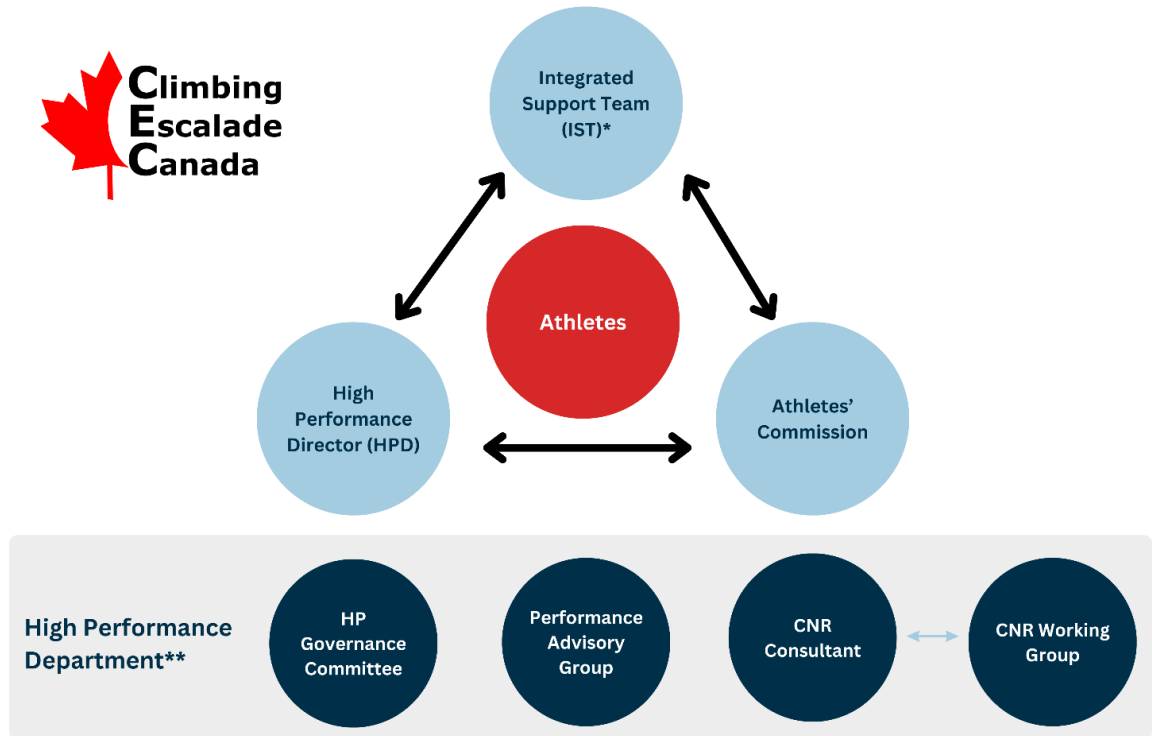 Climbing
Escalade
Canada
Integrated
Support Team
(IST)*
Athletes
High
Performance
Director (HPD)
Athletes’
Commission
High Performance
Department**
HP
Governance
Committee
Performance
Advisory
Group
CNR
Consultant
CNR Working
Group